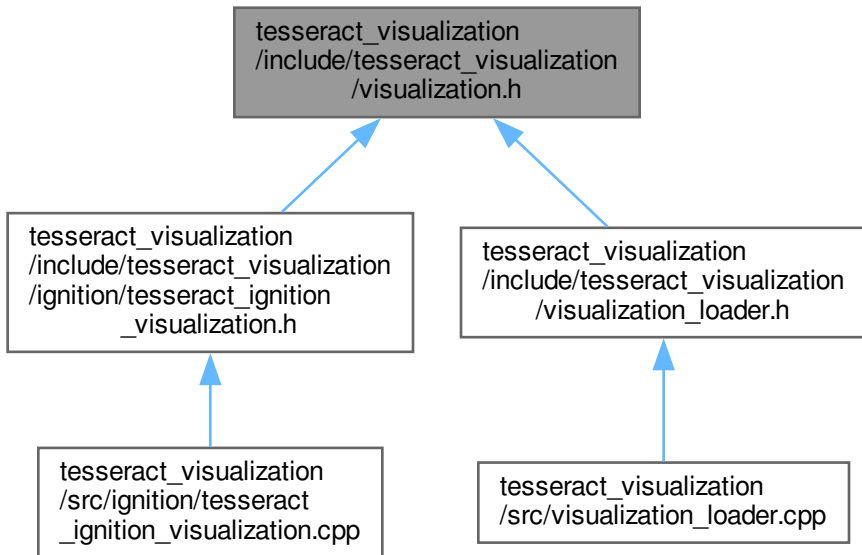 tesseract_visualization
/include/tesseract_visualization
/visualization.h
tesseract_visualization
/include/tesseract_visualization
/ignition/tesseract_ignition
_visualization.h
tesseract_visualization
/include/tesseract_visualization
/visualization_loader.h
tesseract_visualization
/src/ignition/tesseract
_ignition_visualization.cpp
tesseract_visualization
/src/visualization_loader.cpp